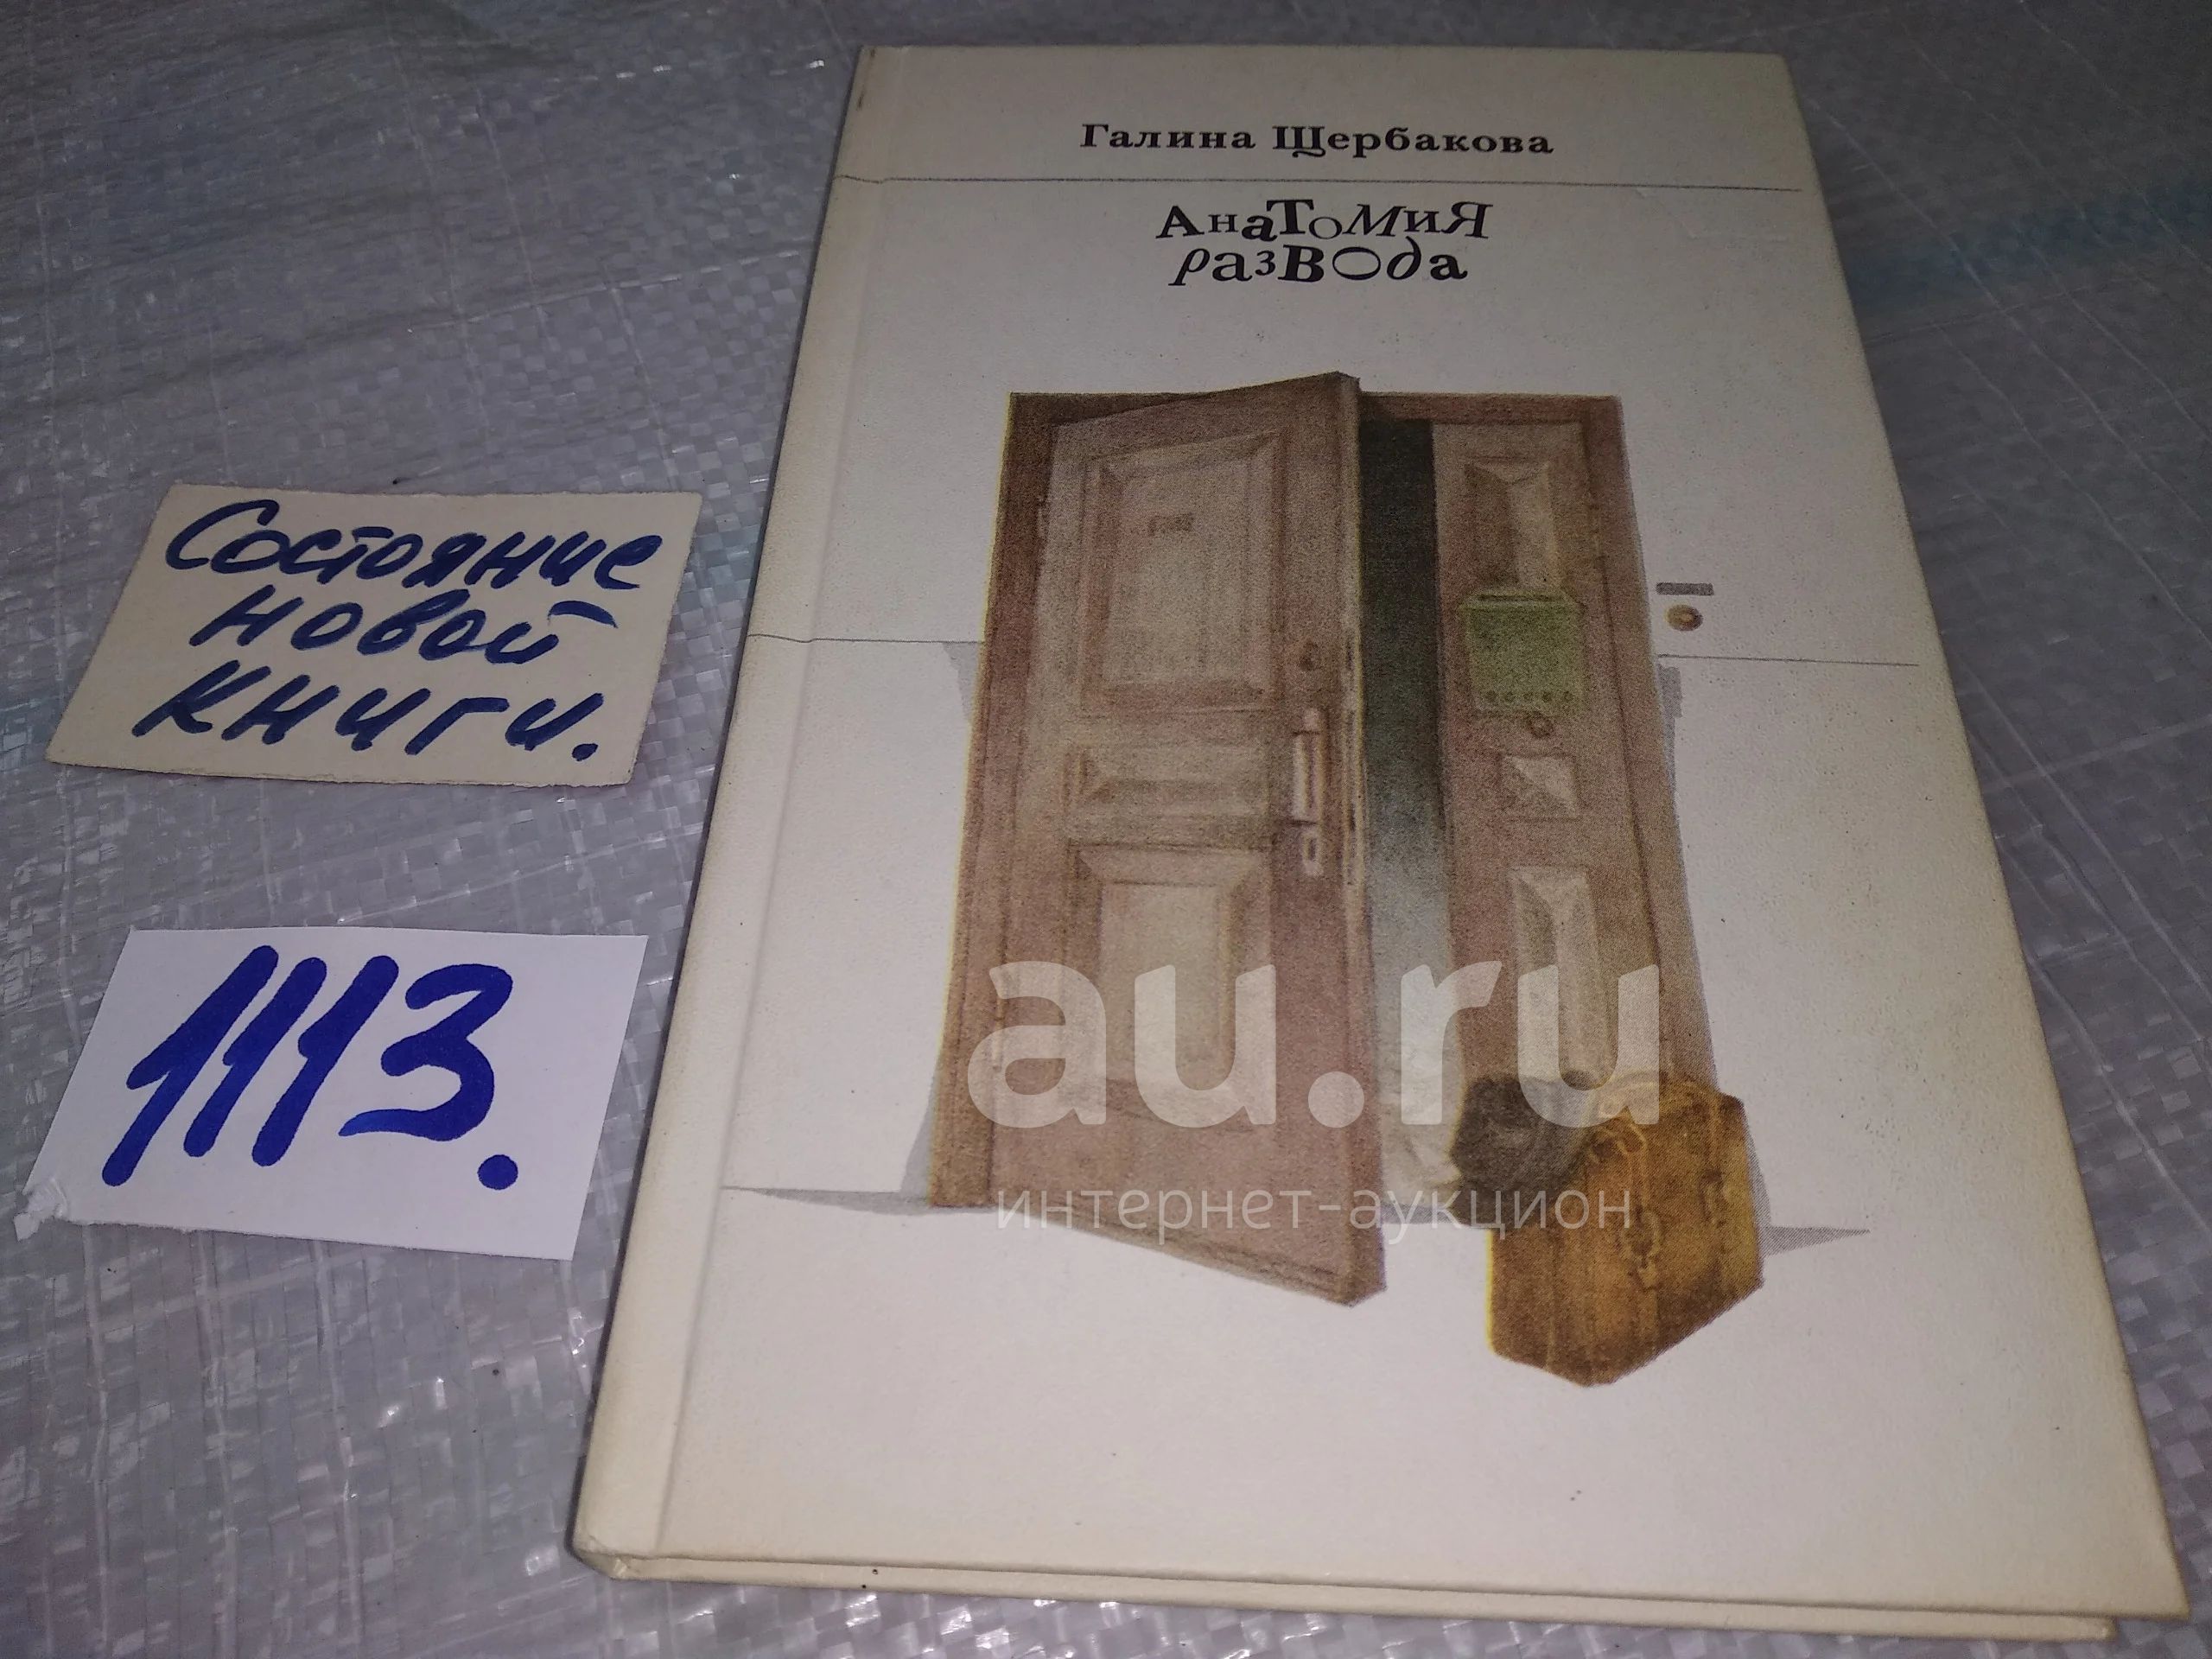 Галина Щербакова
АнаТоМиЯ
разВОда
Состояние
новой
книги.
1113.
au.ru
интернет-аукцион